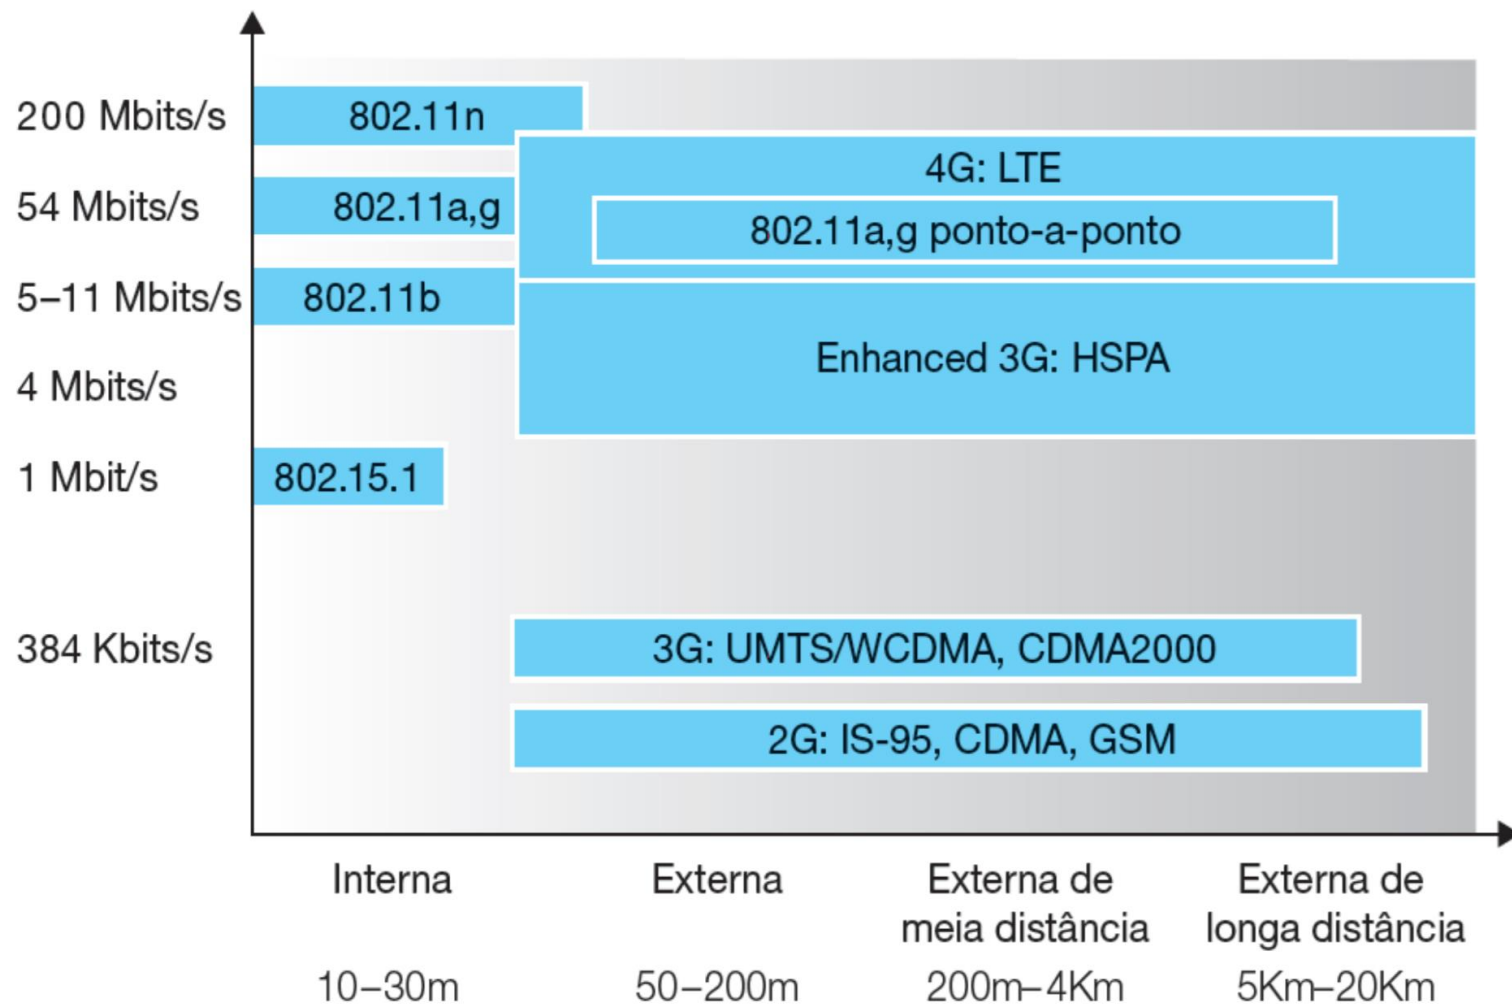 200 Mbits/s
802.11n
4G: LTE
54 Mbits/s
802.11a,g
802.11a,g ponto-a-ponto
5–11 Mbits/s
802.11b
Enhanced 3G: HSPA
4 Mbits/s
1 Mbit/s
802.15.1
384 Kbits/s
3G: UMTS/WCDMA, CDMA2000
2G: IS-95, CDMA, GSM
Interna
Externa
Externa de
meia distância
Externa de
longa distância
10–30m
50–200m
200m–4Km
5Km–20Km